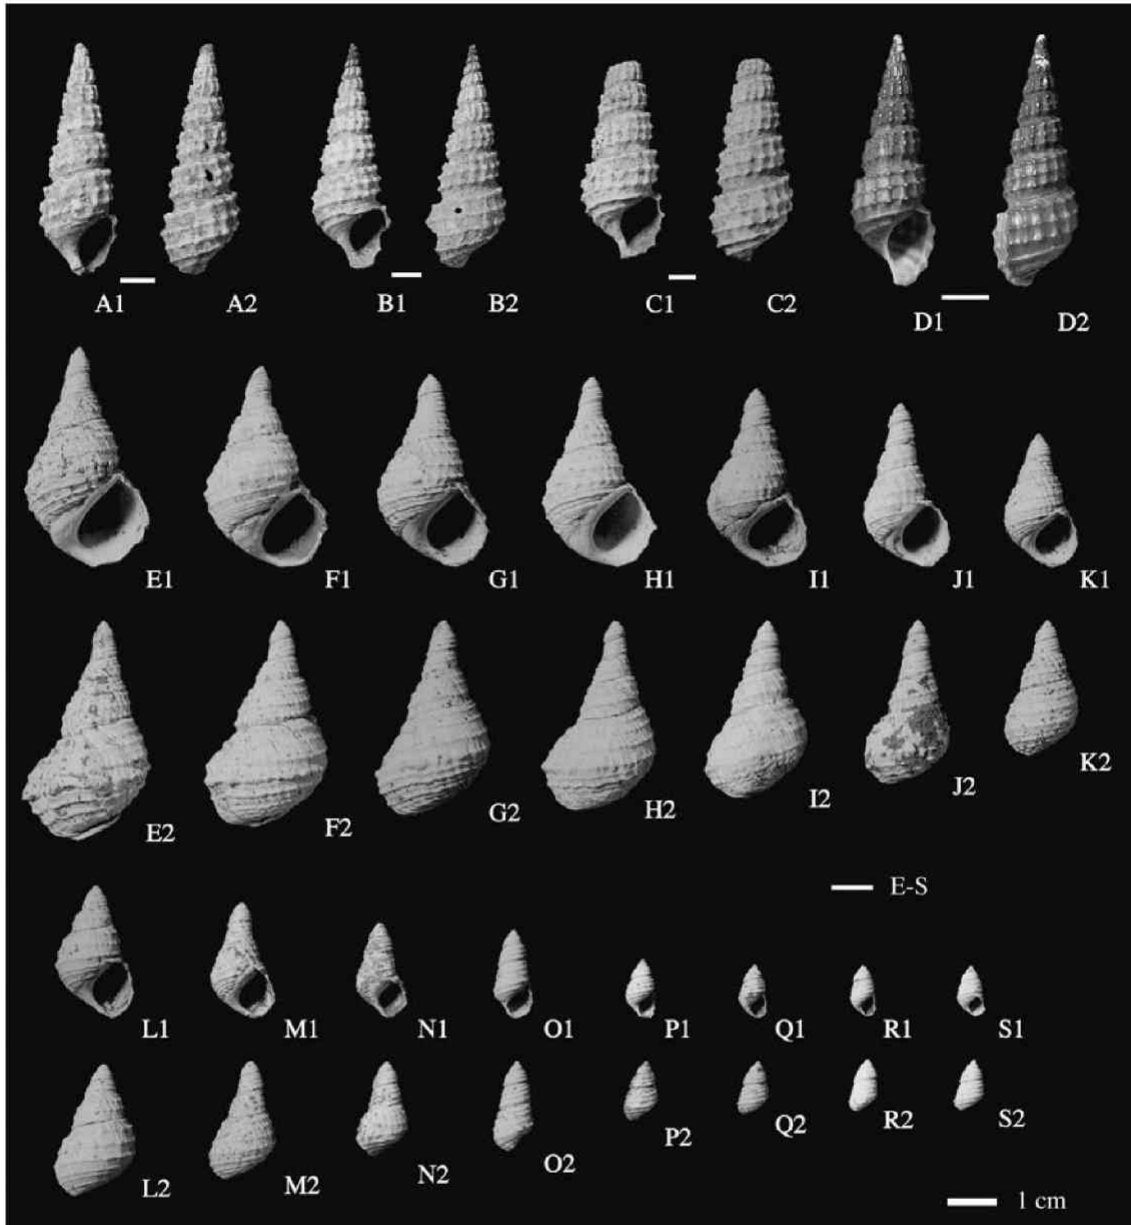 A1 A2 B1 B2 C1 C2 D1 D2
E1 F1 G1 H1 I1 J1 K1
E2 F2 G2 H2 I2 J2 K2
E-S
L1 M1 N1 O1 P1 Q1 R1 S1
L2 M2 N2 O2 P2 Q2 R2 S2
1 cm